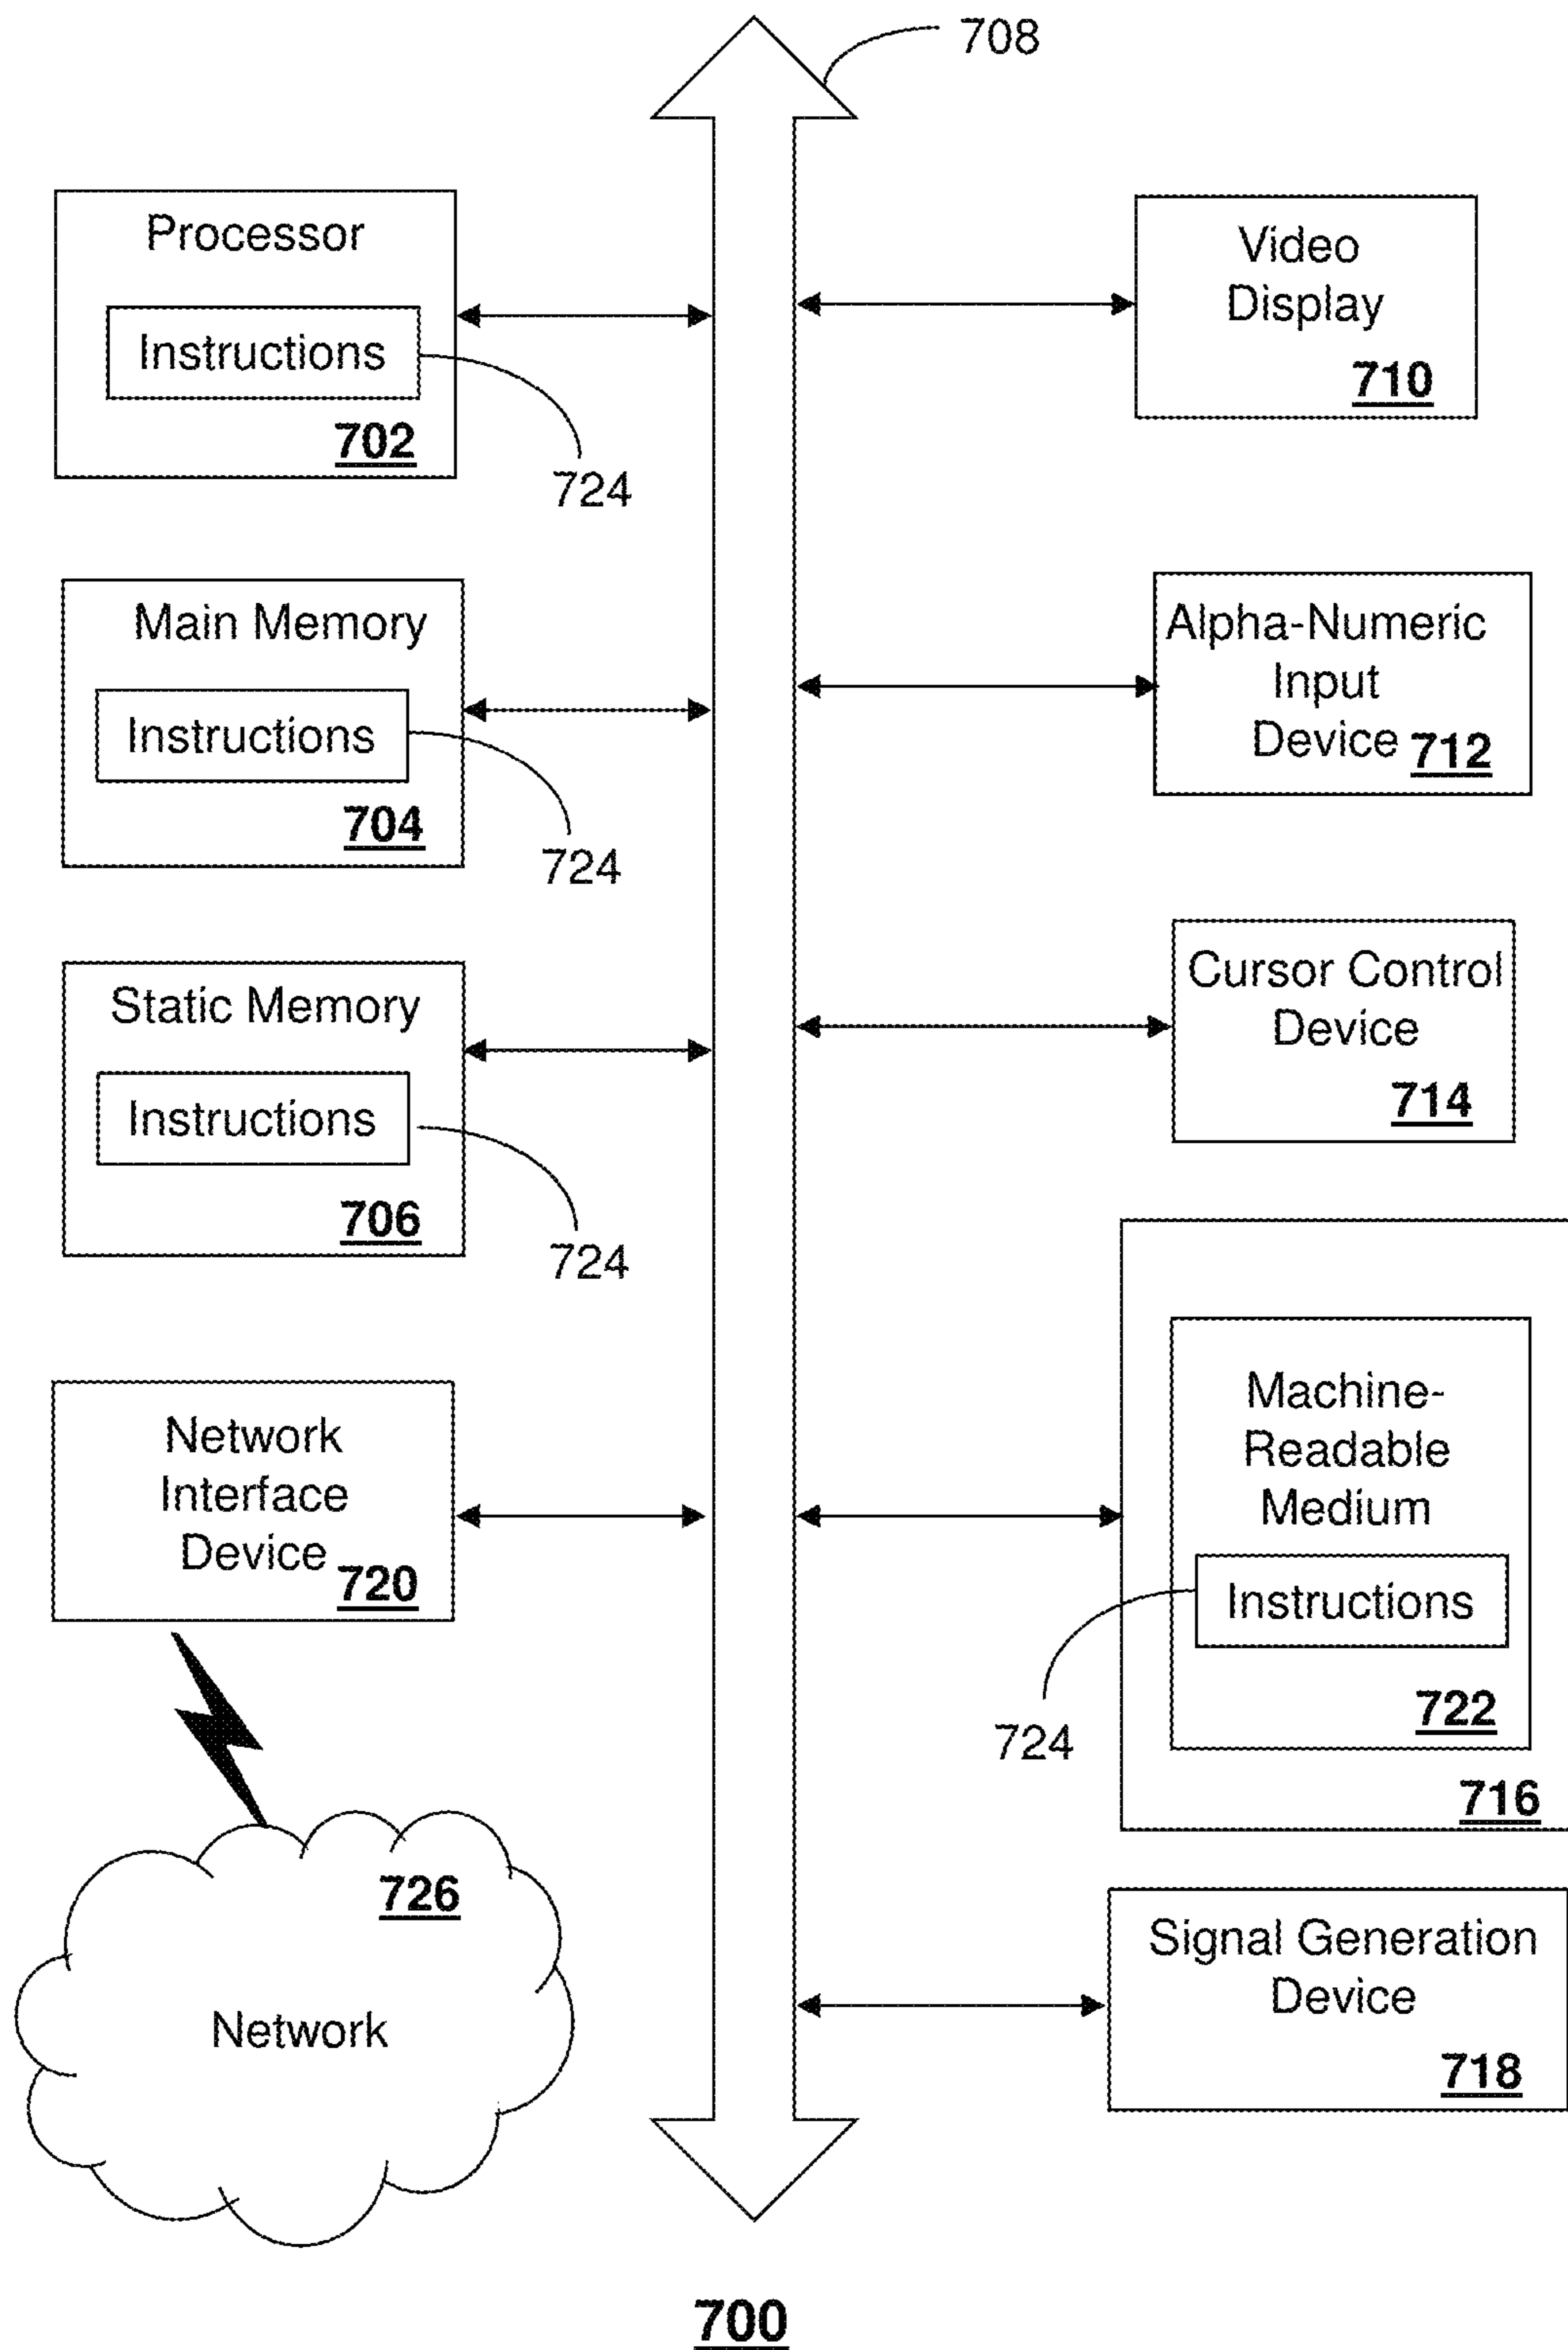 708
Processor
Instructions
702
724
Video
Display
710
Main Memory
Instructions
704
724
Alpha-Numeric
Input
Device 712
Static Memory
Instructions
706
724
Cursor Control
Device
714
Network
Interface
Device 720
Machine-
Readable
Medium
Instructions
722
724
716
726
Network
Signal Generation
Device
718
700